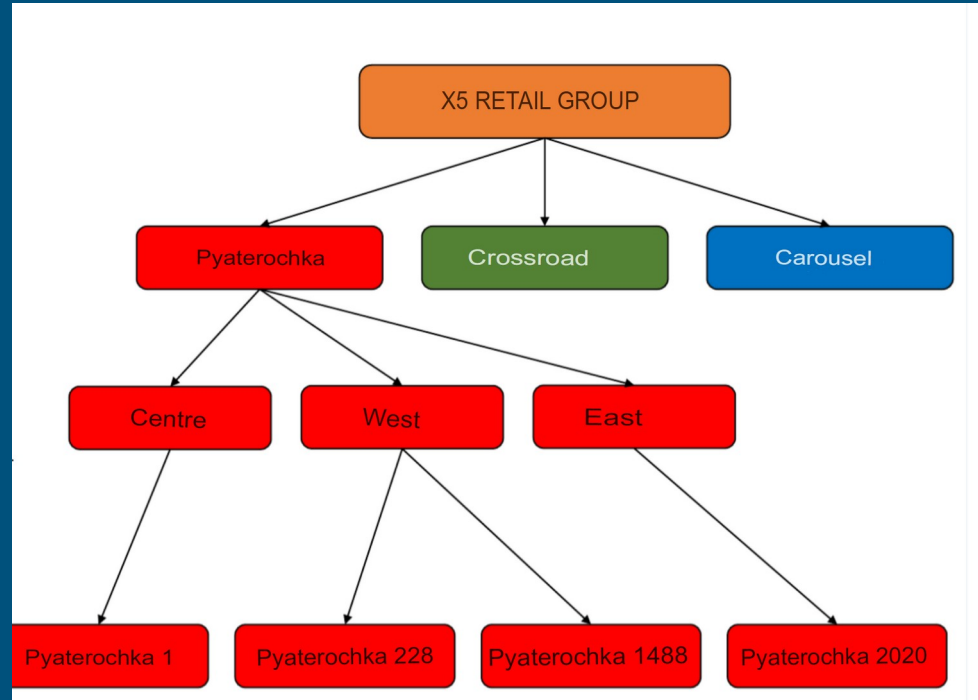 X5 RETAIL GROUP
Pyaterochka
Crossroad
Carousel
Centre
West
East
Pyaterochka 1
Pyaterochka 228
Pyaterochka 1488
Pyaterochka 2020